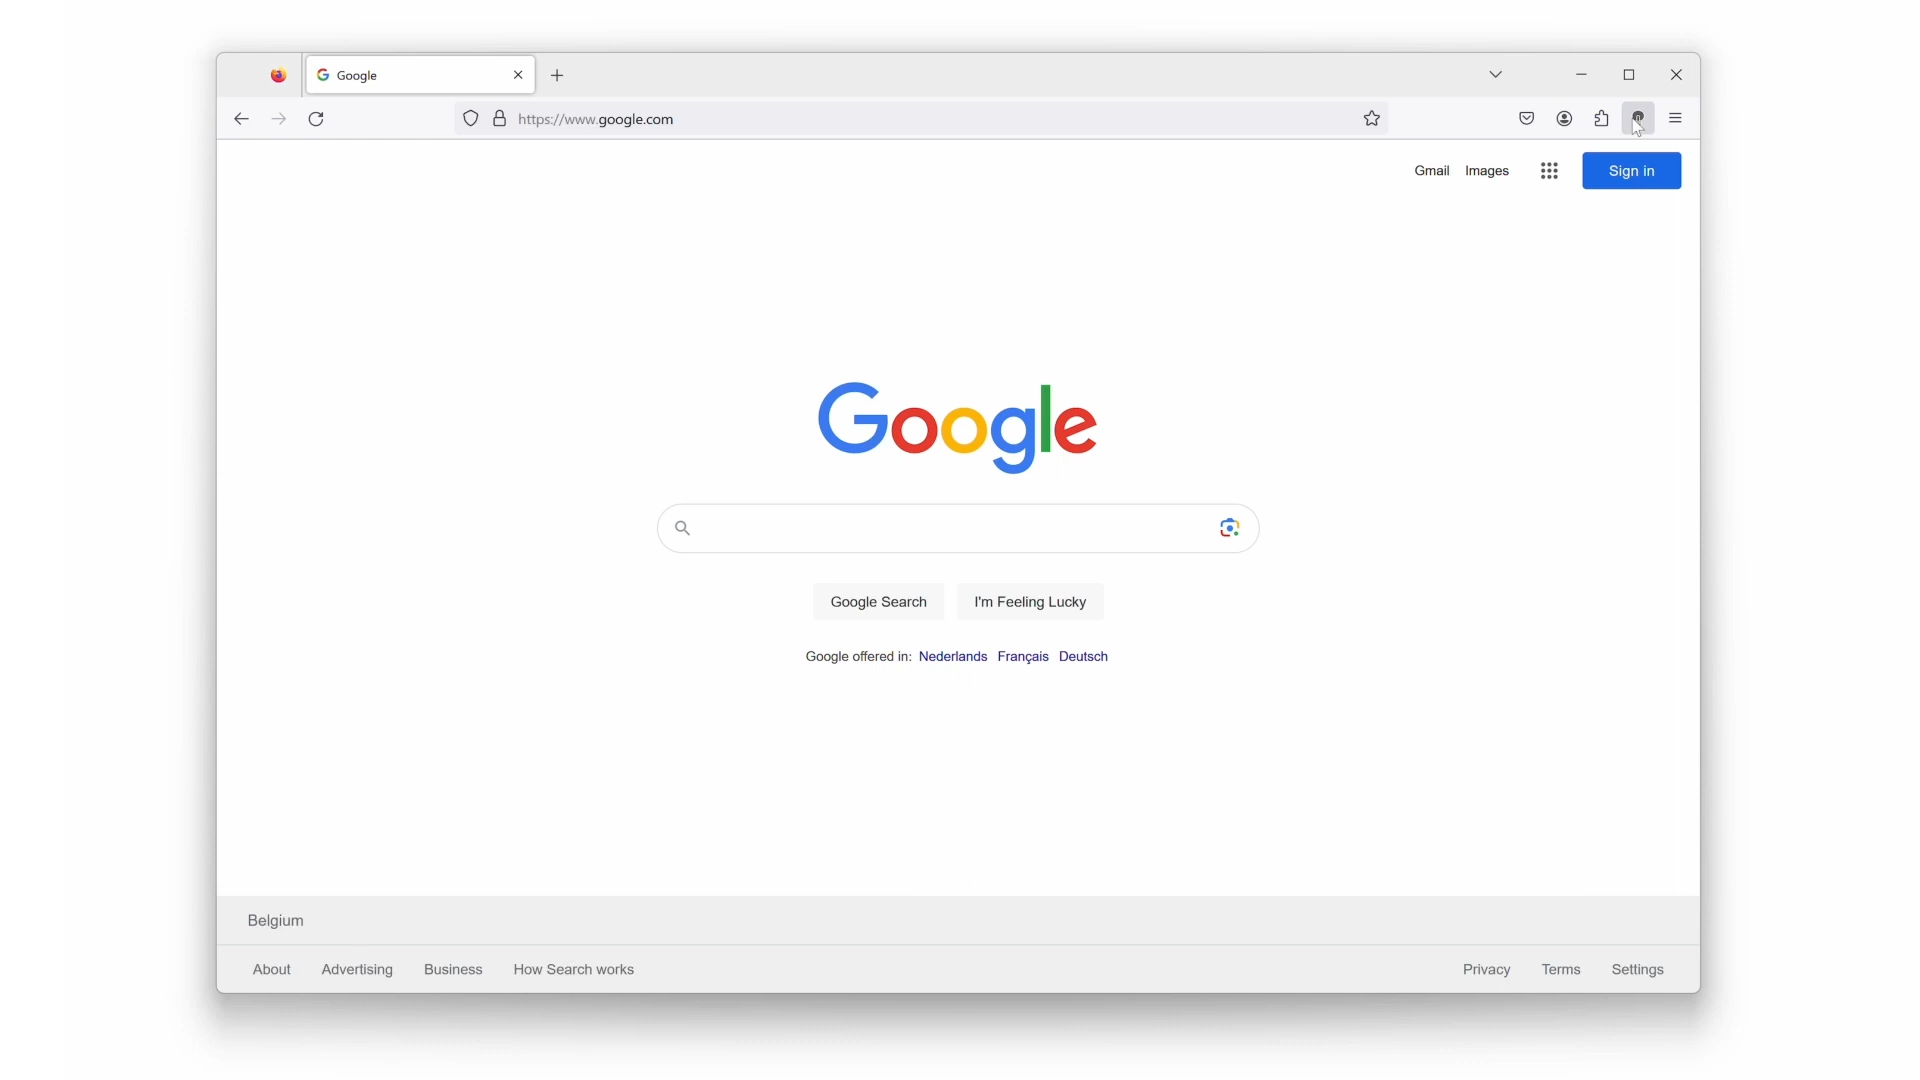 Google
https://www.google.com
Gmail Images Sign in
Google
Google Search I'm Feeling Lucky
Google offered in: Nederlands Français Deutsch
Belgium
About Advertising Business How Search works Privacy Terms Settings